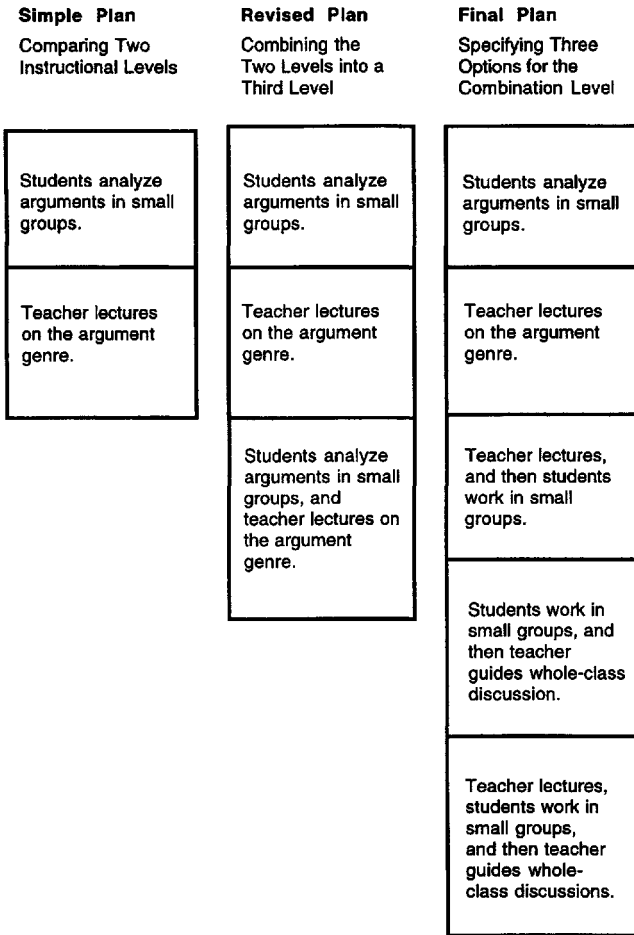 Simple Plan
Comparing Two
Instructional Levels
Students analyze
arguments in small
groups.
Teacher lectures
on the argument
genre.
Revised Plan
Combining the
Two Levels into a
Third Level
Students analyze
arguments in small
groups.
Teacher lectures
on the argument
genre.
Students analyze
arguments in small
groups, and
teacher lectures on
the argument
genre.
Final Plan
Specifying Three
Options for the
Combination Level
Students analyze
arguments in small
groups.
Teacher lectures
on the argument
genre.
Teacher lectures,
and then students
work in small
groups.
Students work in
small groups, and
then teacher
guides whole-class
discussion.
Teacher lectures,
students work in
small groups,
and then teacher
guides whole-
class discussions.